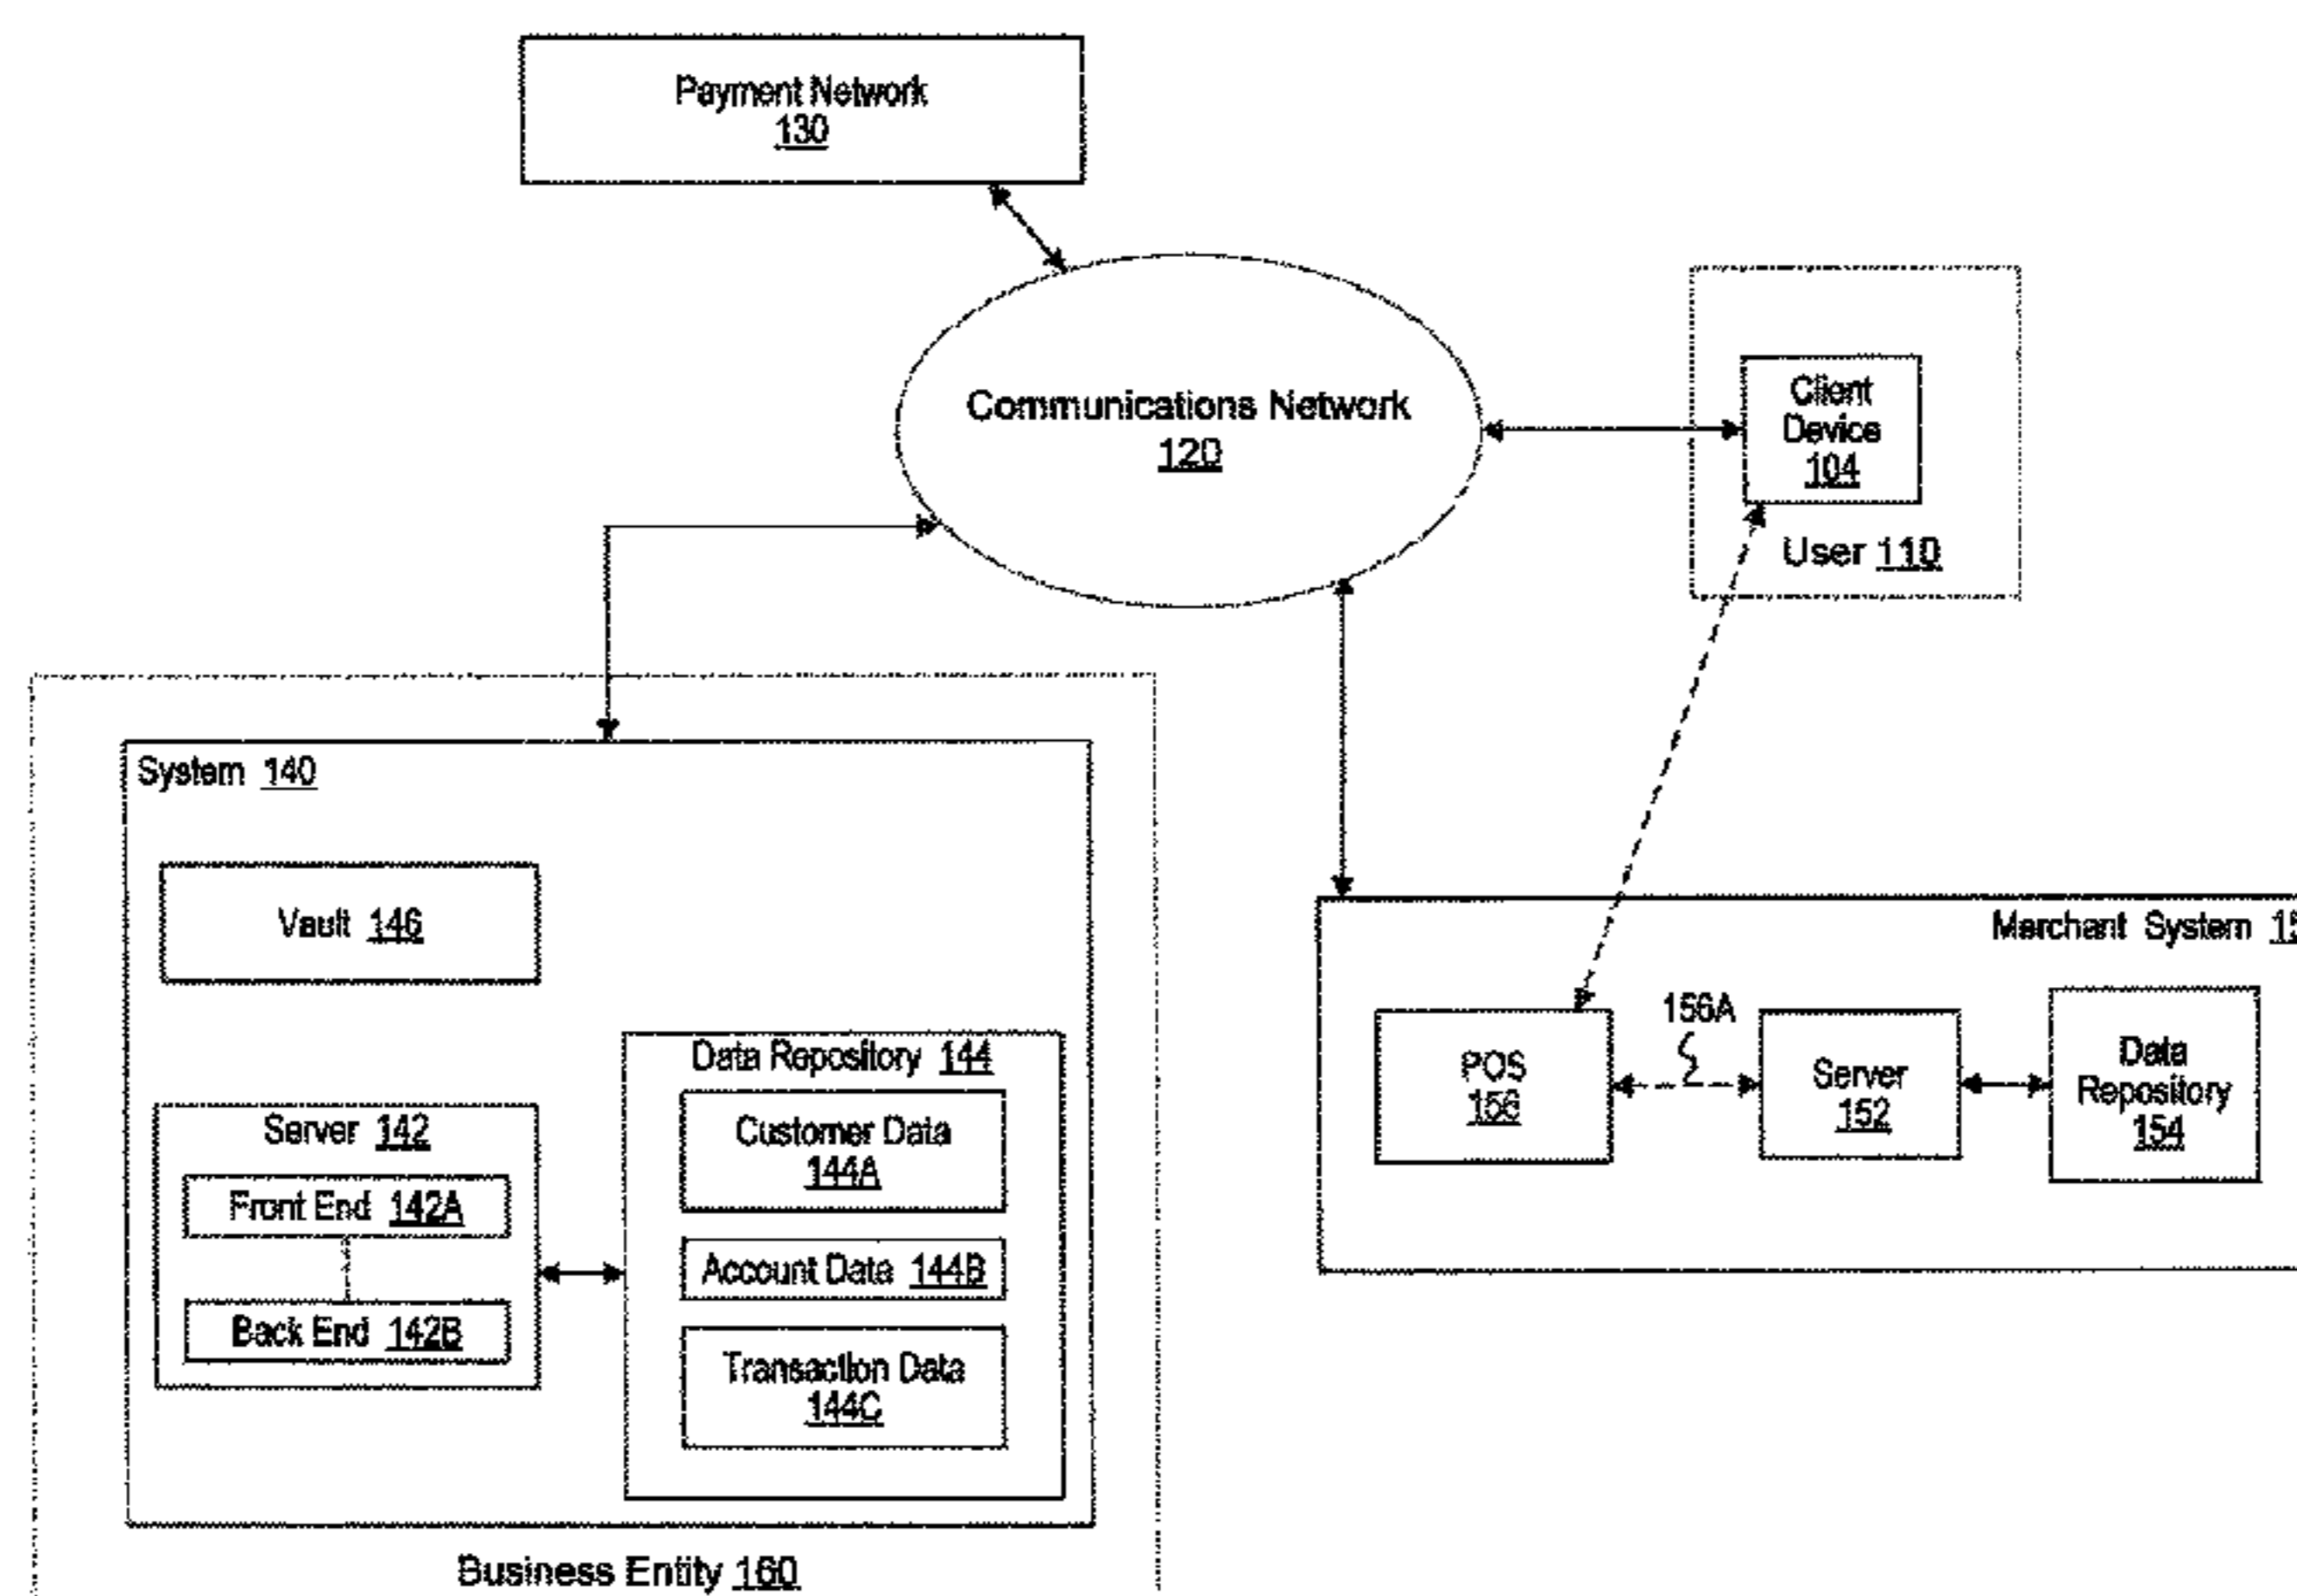 Payment Network
130
Communications Network
120
Client
Device
104
User 110
System 140
Vault 146
Server 142
Front End 142A
Back End 142B
Data Repository 144
Customer Data
144A
Account Data 144B
Transaction Data
144C
Business Entity 160
Merchant System
POS
156
156A
Server
152
Data
Repository
154